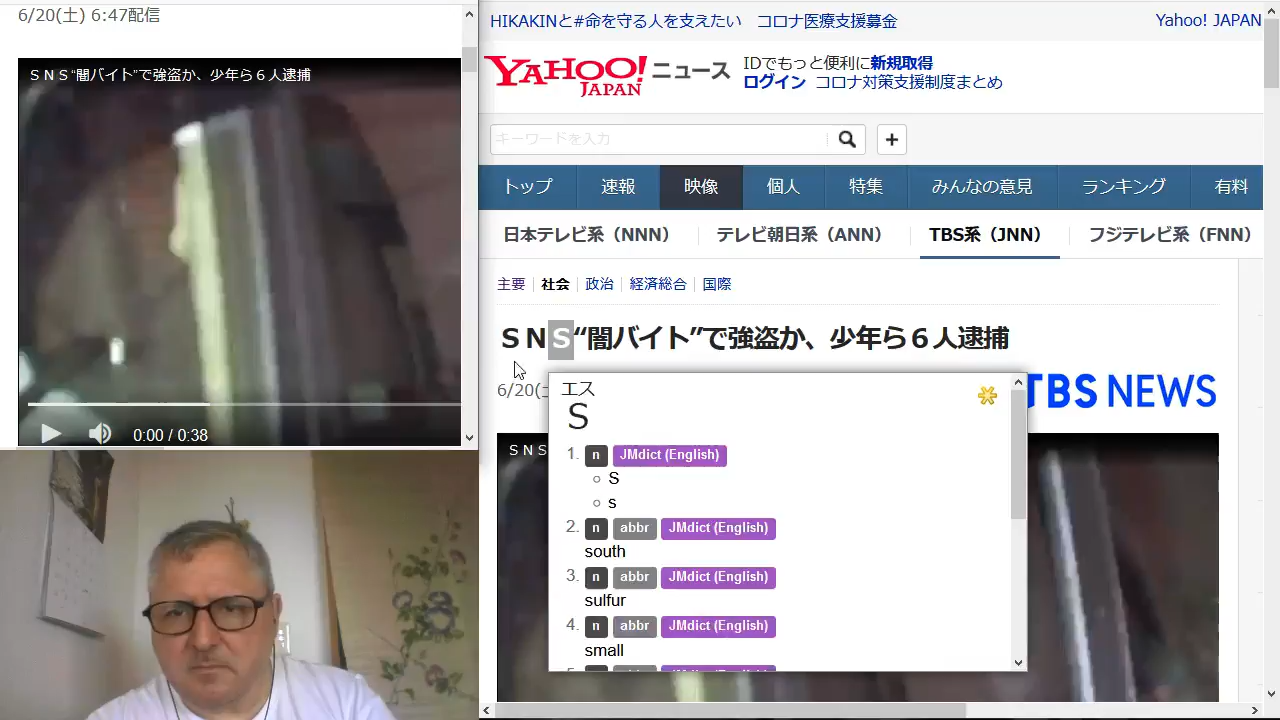 6/20(土) 6:47配信
ＳＮＳ“闇バイト”で強盗か、少年ら６人逮捕
0:00 / 0:38
HIKAKINと#命を守る人を支えたい コロナ医療支援募金
Yahoo! JAPAN
YAHOO! JAPAN ニュース
IDでもっと便利に新規取得
ログイン コロナ対策支援制度まとめ
キーワードを入力
+
トップ 速報 映像 個人 特集 みんなの意見 ランキング 有料
日本テレビ系（NNN） テレビ朝日系（ANN） TBS系（JNN） フジテレビ系（FNN）
主要 社会 政治 経済総合 国際
ＳＮＳ“闇バイト”で強盗か、少年ら６人逮捕
6/20(土
TBS NEWS
ＳＮＳ
エス
S
1. n JMdict (English)
S
s
2. n abbr JMdict (English)
south
3. n abbr JMdict (English)
sulfur
4. n abbr JMdict (English)
small